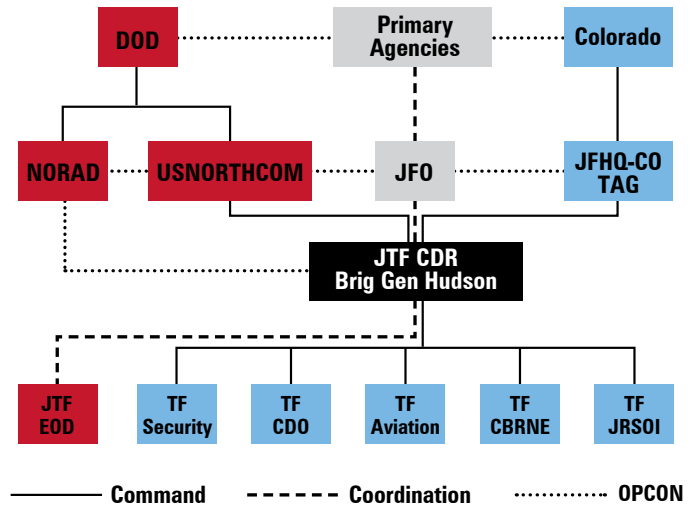 DOD
Primary
Agencies
Colorado
NORAD
USNORTHCOM
JFO
JFHQ-CO
TAG
JTF CDR
Brig Gen Hudson
JTF
EOD
TF
Security
TF
CDO
TF
Aviation
TF
CBRNE
TF
JRSOI
Command
Coordination
OPCON